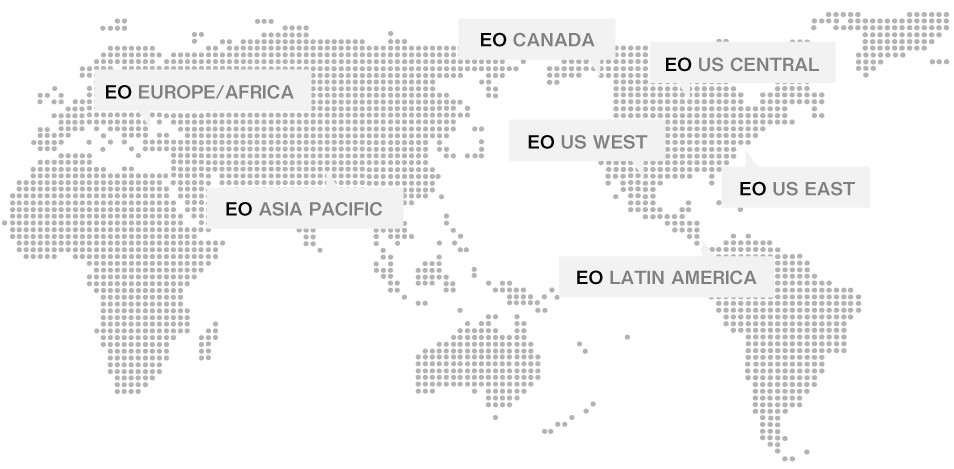 EO CANADA
EO US CENTRAL
EO EUROPE/AFRICA
EO US WEST
EO US EAST
EO ASIA PACIFIC
EO LATIN AMERICA